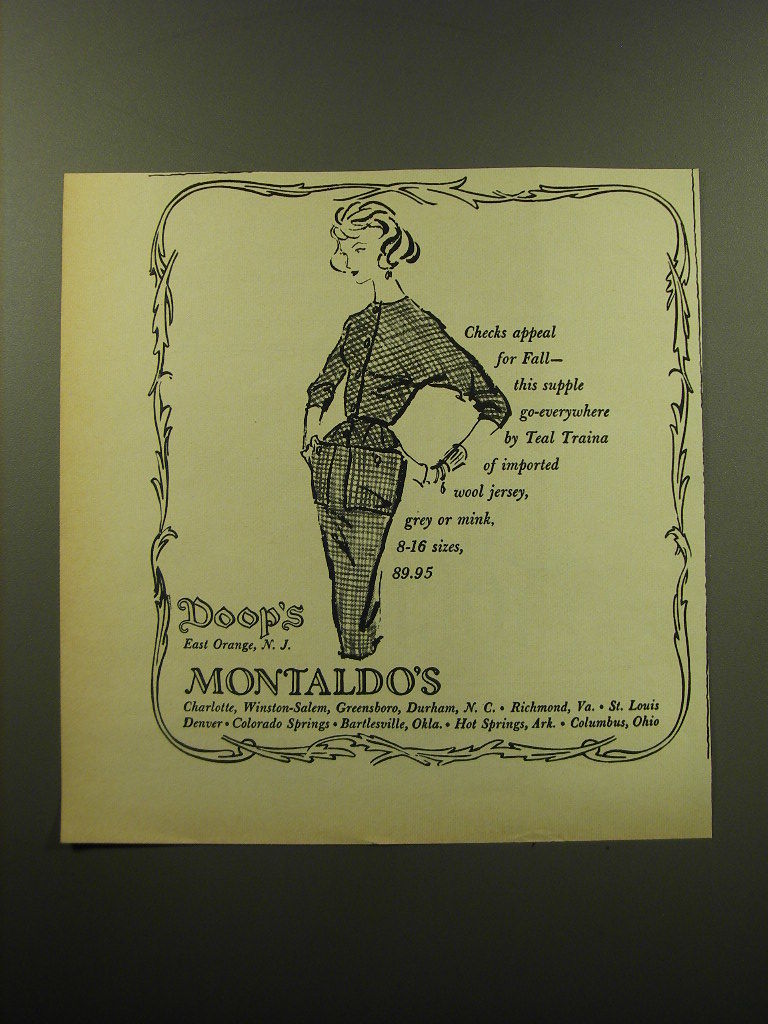 Checks appeal
for Fall—
this supple
go-everywhere
by Teal Traina
of imported
wool jersey,
grey or mink,
8-16 sizes,
89.95
Doop's
East Orange, N. J.
MONTALDO'S
Charlotte, Winston-Salem, Greensboro, Durham, N. C. • Richmond, Va. • St. Louis
Denver • Colorado Springs • Bartlesville, Okla. • Hot Springs, Ark. • Columbus, Ohio